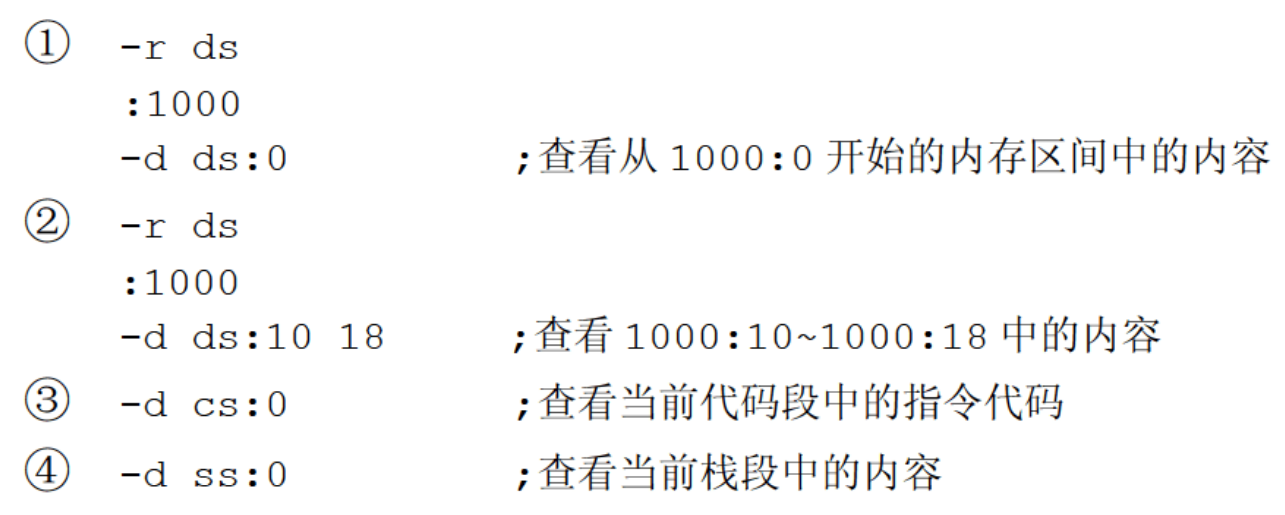 ① -r ds
:1000
-d ds:0 ;查看从 1000:0 开始的内存区间中的内容
② -r ds
:1000
-d ds:10 18 ;查看 1000:10~1000:18 中的内容
③ -d cs:0 ;查看当前代码段中的指令代码
④ -d ss:0 ;查看当前栈段中的内容